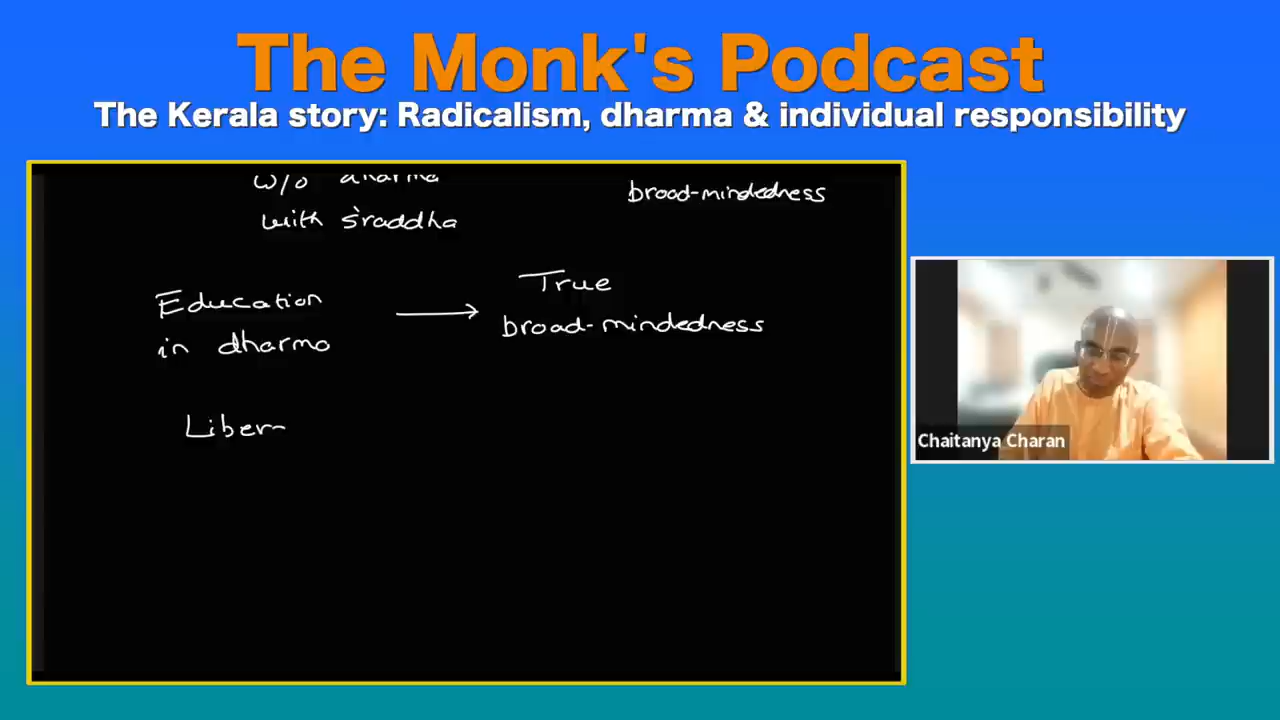 The Monk's Podcast
The Kerala story: Radicalism, dharma & individual responsibility
w/o dharma
with śraddha
broad-mindedness
Education
in dharma
True
broad-mindedness
Liber
Chaitanya Charan